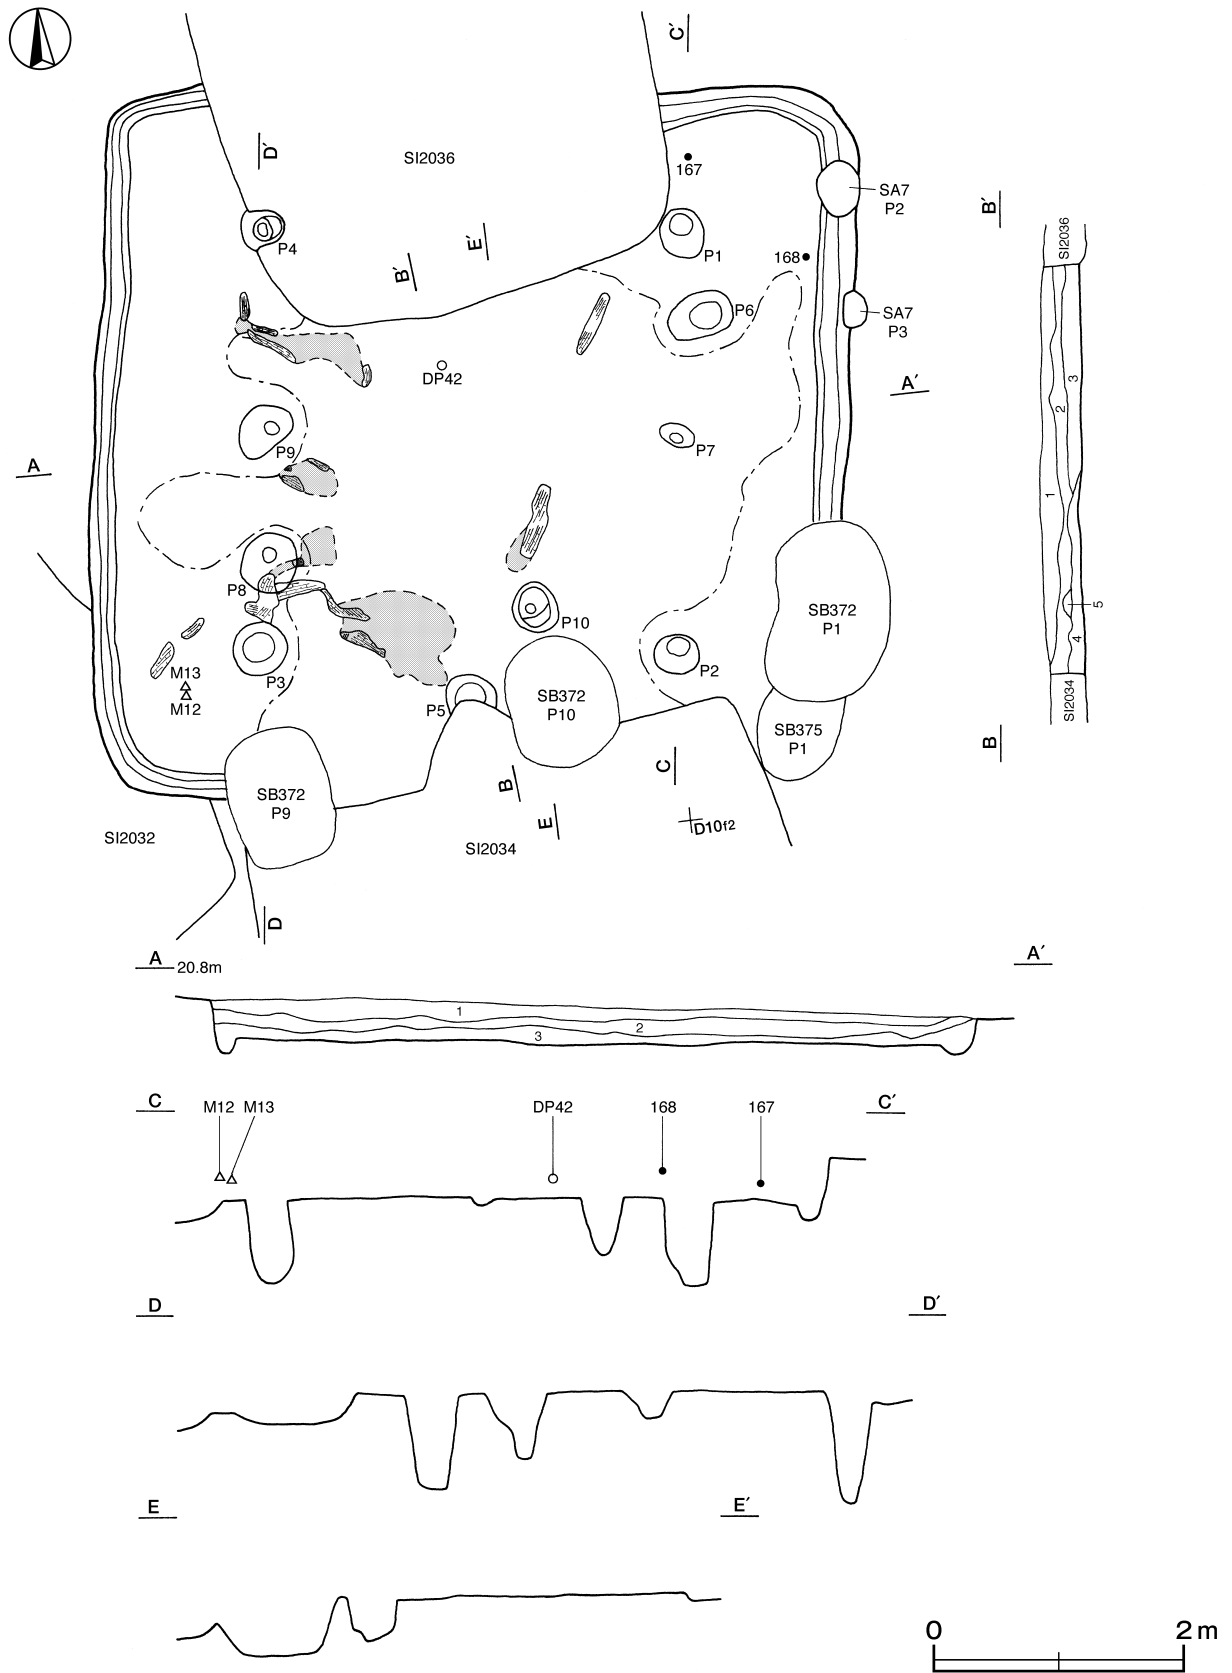 C′
D′
SI2036
167
SA7
P2
B′
SI2036
P4
E′
P1
B′
168
P6
SA7
P3
DP42
A′
3
2
P9
P7
A
1
P8
P10
SB372
P1
5
4
M13
M12
P3
P2
P5
SB372
P10
SI2034
SB375
P1
B
C
B
SB372
P9
E
D10f2
SI2032
SI2034
D
A
20.8m
A′
1
2
3
C
M12
M13
DP42
168
167
C′
D
D′
E
E′
0
2m